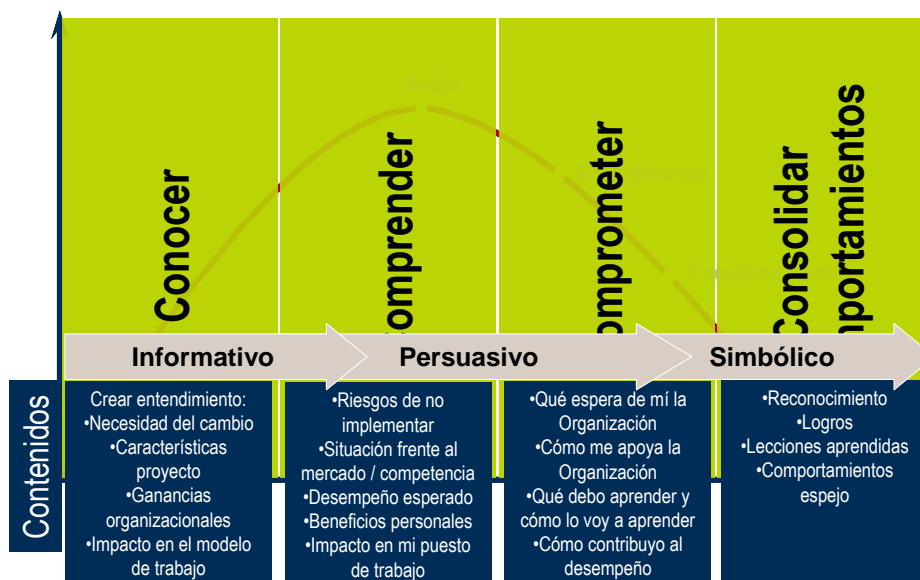 Conocer
omprender
omprometer
Consolidar
mportamientos
Informativo
Persuasivo
Simbólico
Contenidos
Crear entendimiento:
•Necesidad del cambio
•Características
proyecto
•Ganancias
organizacionales
•Impacto en el modelo
de trabajo
•Riesgos de no
implementar
•Situación frente al
mercado / competencia
•Desempeño esperado
•Beneficios personales
•Impacto en mi puesto
de trabajo
•Qué espera de mí la
Organización
•Cómo me apoya la
Organización
•Qué debo aprender y
cómo lo voy a aprender
•Cómo contribuyo al
desempeño
•Reconocimiento
•Logros
•Lecciones aprendidas
•Comportamientos
espejo